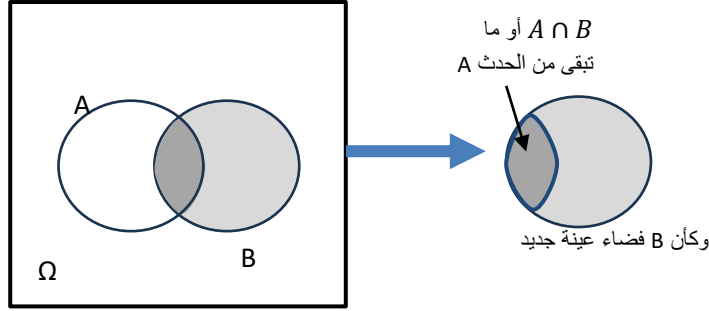 A
B
Ω
A ∩ B أو ما
تبقى من الحدث A
وكأن B فضاء عينة جديد